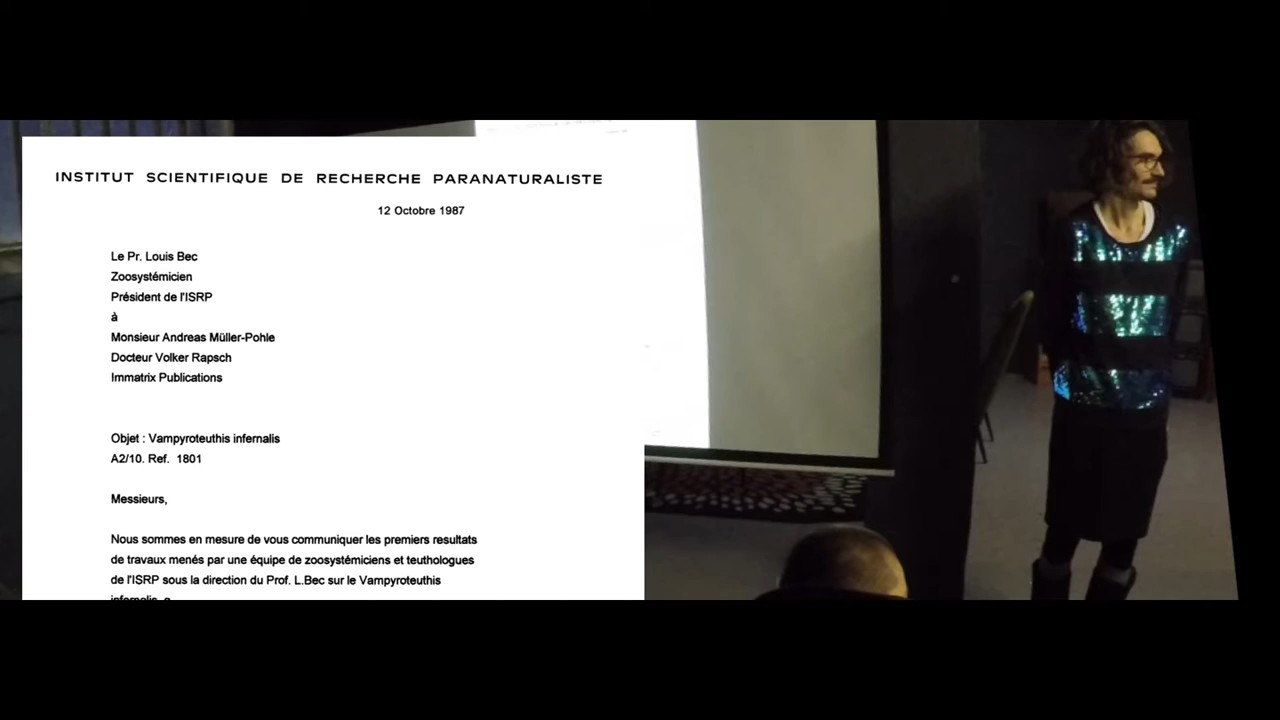 INSTITUT SCIENTIFIQUE DE RECHERCHE PARANATURALISTE
12 Octobre 1987
Le Pr. Louis Bec
Zoosystémicien
Président de l'ISRP
à
Monsieur Andreas Müller-Pohle
Docteur Volker Rapsch
Immatrix Publications
Objet : Vampyroteuthis infernalis
A2/10. Ref. 1801
Messieurs,
Nous sommes en mesure de vous communiquer les premiers resultats
de travaux menés par une équipe de zoosystémiciens et teuthologues
de l'ISRP sous la direction du Prof. L.Bec sur le Vampyroteuthis